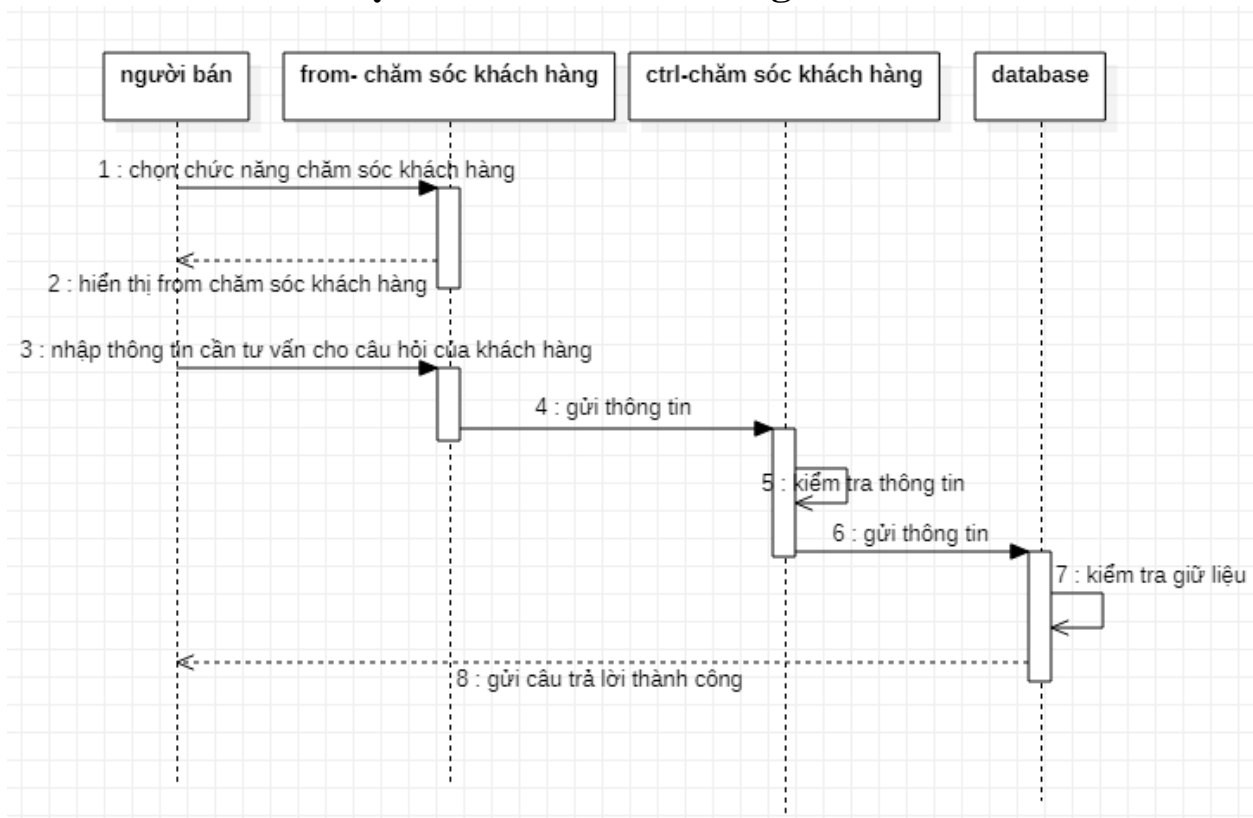 người bán
from- chăm sóc khách hàng
ctrl-chăm sóc khách hàng
database
1 : chọn chức năng chăm sóc khách hàng
2 : hiển thị from chăm sóc khách hàng
3 : nhập thông tin cần tư vấn cho câu hỏi của khách hàng
4 : gửi thông tin
5 : kiểm tra thông tin
6 : gửi thông tin
7 : kiểm tra giữ liệu
8 : gửi câu trả lời thành công